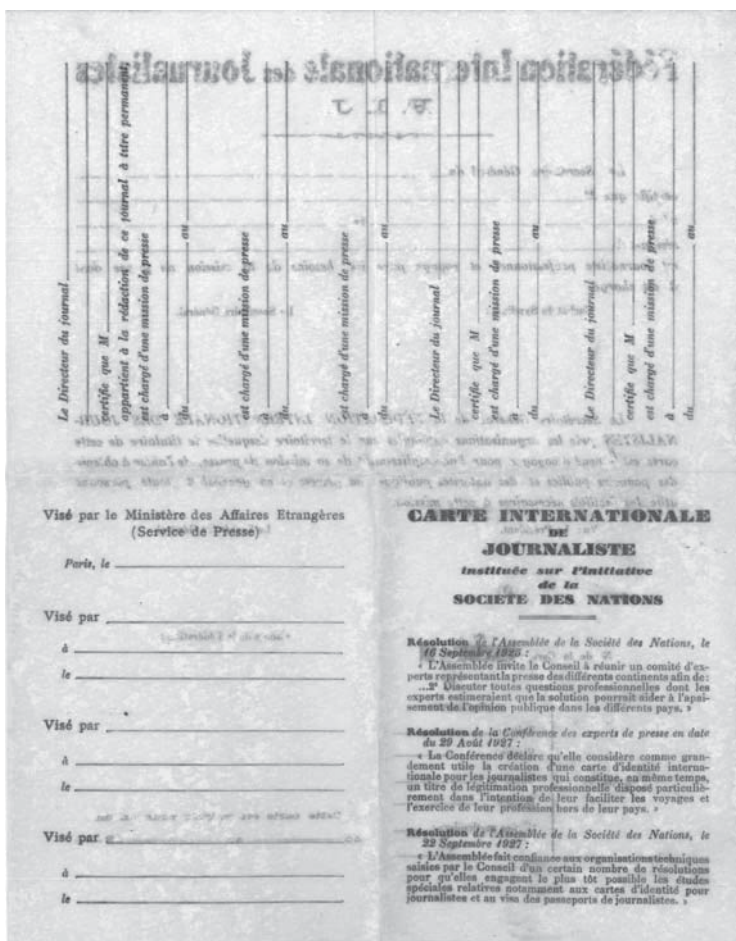 Fédération Internationale des Journalistes
F. I. J
Le Directeur du journal
certifie que M
appartient à la rédaction de ce journal à titre permanent,
est chargé d'une mission de presse
à
du au
est chargé d'une mission de presse
à
du au
est chargé d'une mission de presse
à
du au
Le Directeur du journal
certifie que M
est chargé d'une mission de presse
à
du au
Le Directeur du journal
certifie que M
est chargé d'une mission de presse
à
du au
Visé par le Ministère des Affaires Etrangères
(Service de Presse)
Paris, le
Visé par
à
le
Visé par
à
le
Visé par
à
le
CARTE INTERNATIONALE
DE
JOURNALISTE
instituée sur l'initiative
de la
SOCIETE DES NATIONS
Résolution de l'Assemblée de la Société des Nations, le
16 Septembre 1925 :
« L'Assemblée invite le Conseil à réunir un comité d'ex-
perts représentant la presse des différents continents afin de :
...2° Discuter toutes questions professionnelles dont les
experts estimeraient que la solution pourrait aider à l'apai-
sement de l'opinion publique dans les différents pays. »
Résolution de la Conférence des experts de presse en date
du 29 Août 1927 :
« La Conférence déclare qu'elle considère comme gran-
dement utile la création d'une carte d'identité interna-
tionale pour les journalistes qui constitue, en même temps,
un titre de légitimation professionnelle disposé particuliè-
rement dans l'intention de leur faciliter les voyages et
l'exercice de leur profession hors de leur pays. »
Résolution de l'Assemblée de la Société des Nations, le
22 Septembre 1927 :
« L'Assemblée fait confiance aux organisations techniques
saisies par le Conseil d'un certain nombre de résolutions
pour qu'elles engagent le plus tôt possible les études
spéciales relatives notamment aux cartes d'identité pour
journalistes et au visa des passeports de journalistes. »